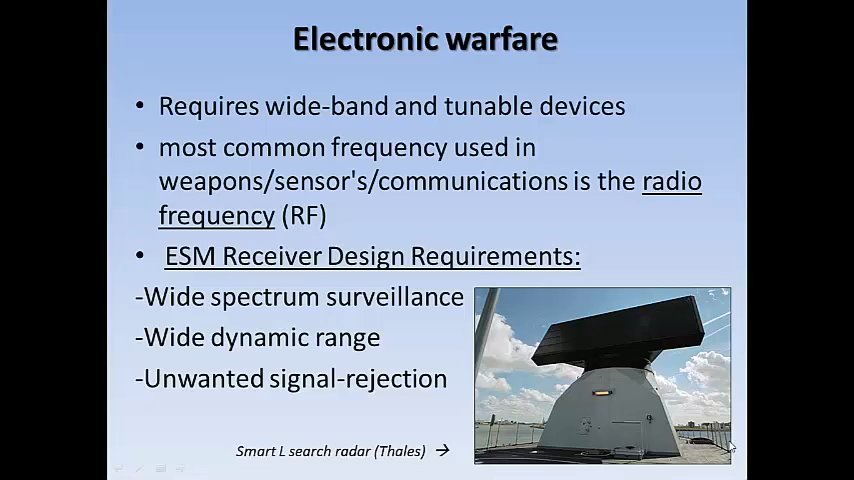 Electronic warfare
• Requires wide-band and tunable devices
• most common frequency used in
weapons/sensor's/communications is the radio
frequency (RF)
• ESM Receiver Design Requirements:
-Wide spectrum surveillance
-Wide dynamic range
-Unwanted signal-rejection
Smart L search radar (Thales) →